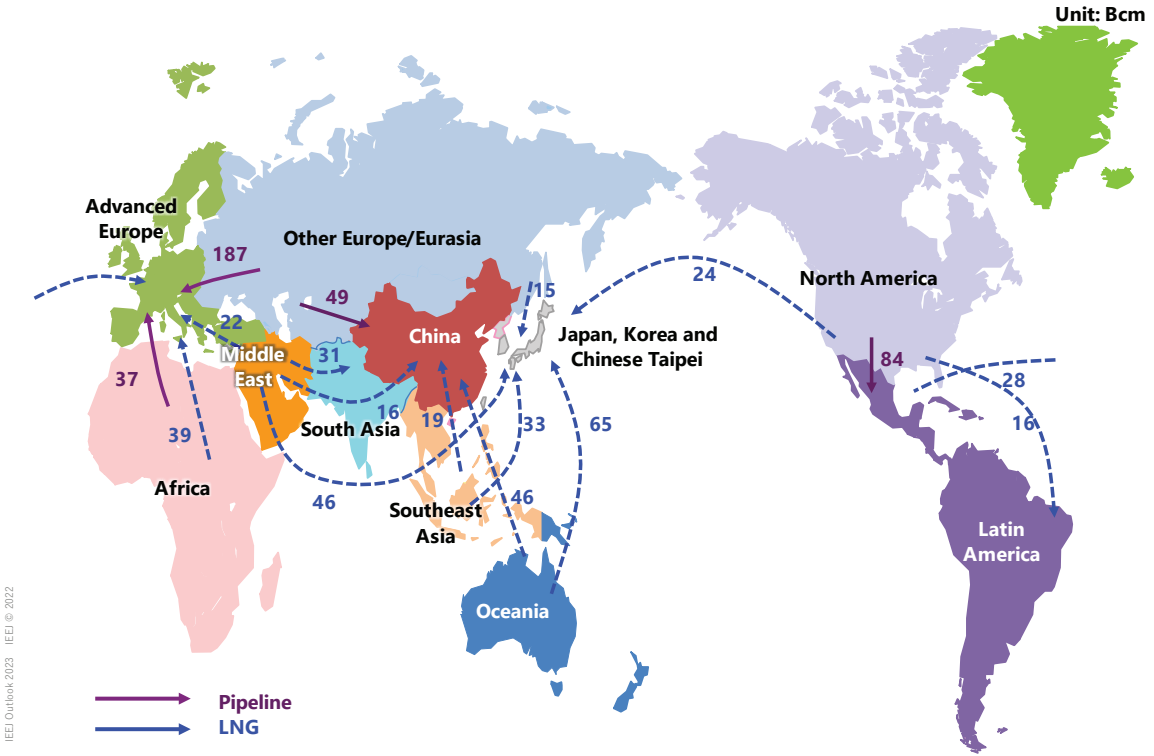 Unit: Bcm
Advanced
Europe
187
Other Europe/Eurasia
49
15
24
North America
22
China
Japan, Korea and
Chinese Taipei
Middle
East
31
84
37
28
16
19
South Asia
33
65
16
39
Africa
46
46
Southeast
Asia
Latin
America
Oceania
Pipeline
LNG
IEEJ Outlook 2023 IEEJ © 2022